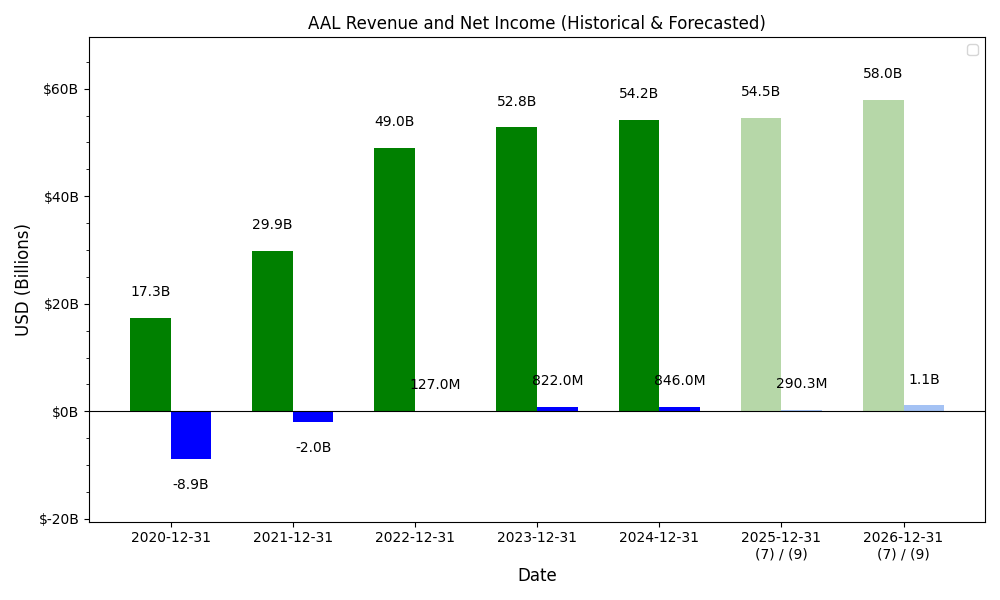 AAL Revenue and Net Income (Historical & Forecasted)
USD (Billions)
$60B
$40B
$20B
$0B
$-20B
17.3B
29.9B
49.0B
52.8B
54.2B
54.5B
58.0B
-8.9B
-2.0B
127.0M
822.0M
846.0M
290.3M
1.1B
2020-12-31
2021-12-31
2022-12-31
2023-12-31
2024-12-31
2025-12-31
(7) / (9)
2026-12-31
(7) / (9)
Date